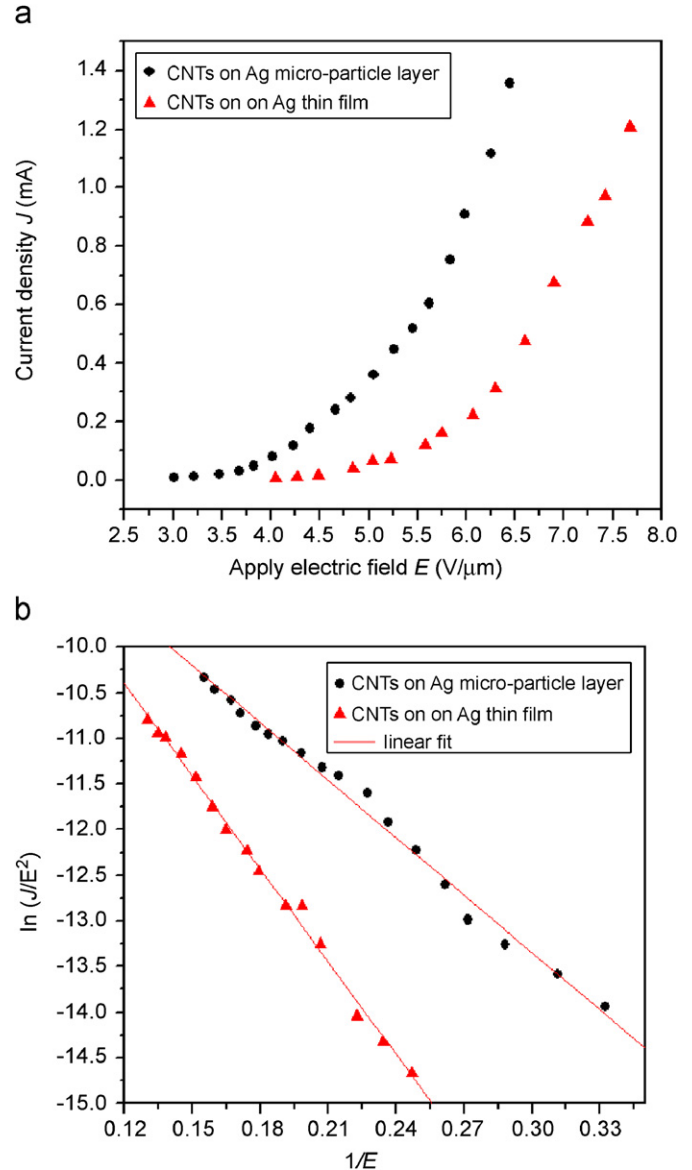 a
CNTs on Ag micro-particle layer
CNTs on on Ag thin film
1.4
1.2
1.0
0.8
0.6
0.4
0.2
0.0
Current density J (mA)
2.5 3.0 3.5 4.0 4.5 5.0 5.5 6.0 6.5 7.0 7.5 8.0
Apply electric field E (V/μm)
b
CNTs on Ag micro-particle layer
CNTs on on Ag thin film
linear fit
-10.0
-10.5
-11.0
-11.5
-12.0
-12.5
-13.0
-13.5
-14.0
-14.5
-15.0
ln (J/E²)
0.12 0.15 0.18 0.21 0.24 0.27 0.30 0.33
1/E